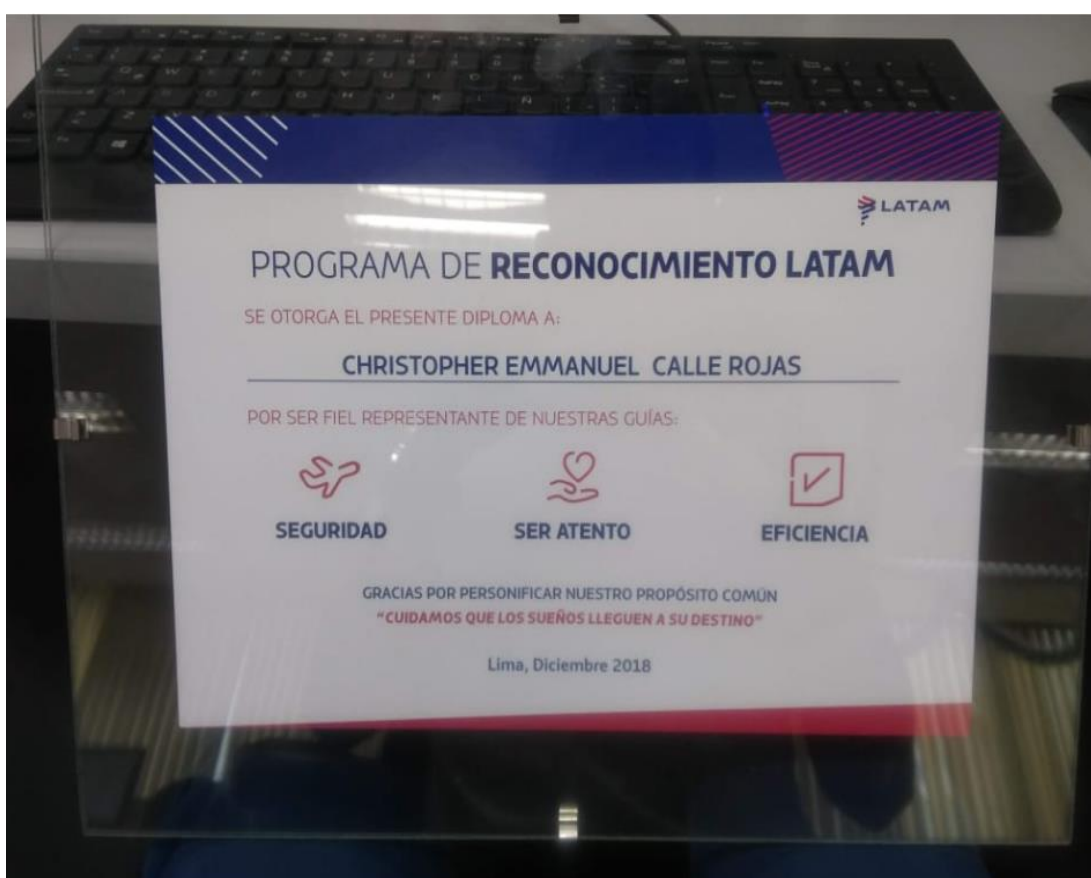 LATAM
PROGRAMA DE RECONOCIMIENTO LATAM
SE OTORGA EL PRESENTE DIPLOMA A:
CHRISTOPHER EMMANUEL CALLE ROJAS
POR SER FIEL REPRESENTANTE DE NUESTRAS GUÍAS:
SEGURIDAD SER ATENTO EFICIENCIA
GRACIAS POR PERSONIFICAR NUESTRO PROPÓSITO COMÚN
"CUIDAMOS QUE LOS SUEÑOS LLEGUEN A SU DESTINO"
Lima, Diciembre 2018